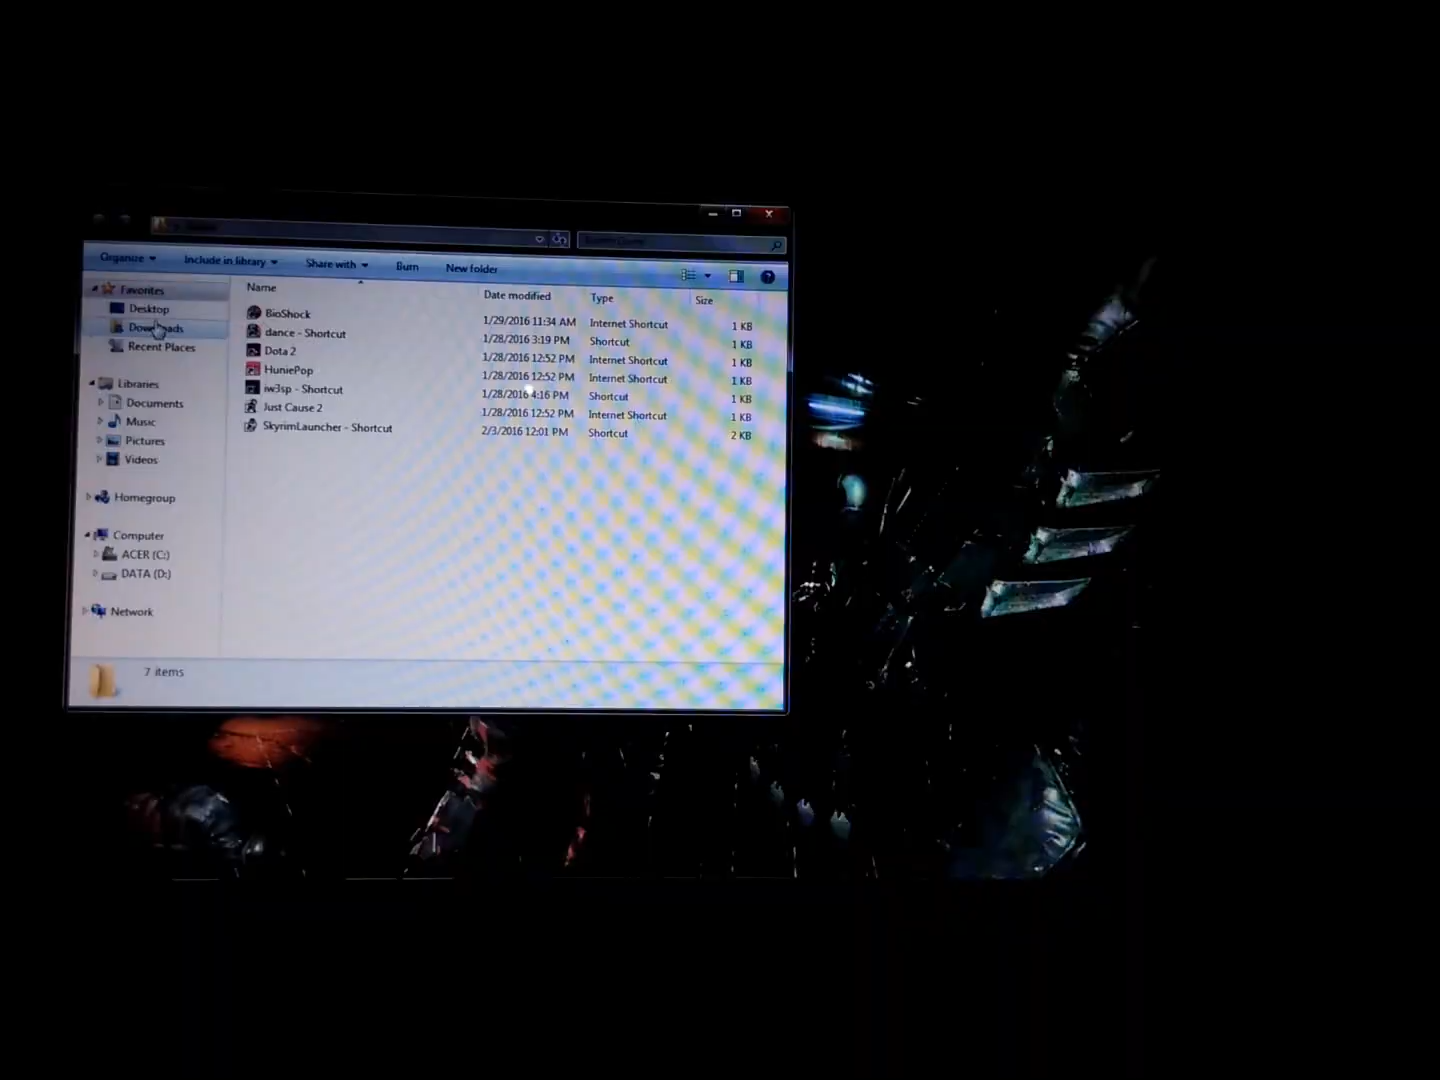 Organize Include in library Share with Burn New folder
Favorites
Desktop
Downloads
Recent Places
Libraries
Documents
Music
Pictures
Videos
Homegroup
Computer
ACER (C:)
DATA (D:)
Network
Name Date modified Type Size
BioShock 1/29/2016 11:34 AM Internet Shortcut 1 KB
dance - Shortcut 1/28/2016 3:19 PM Shortcut 1 KB
Dota 2 1/28/2016 12:52 PM Internet Shortcut 1 KB
HuniePop 1/28/2016 12:52 PM Internet Shortcut 1 KB
iw3sp - Shortcut 1/28/2016 4:16 PM Shortcut 1 KB
Just Cause 2 1/28/2016 12:52 PM Internet Shortcut 1 KB
SkyrimLauncher - Shortcut 2/3/2016 12:01 PM Shortcut 2 KB
7 items